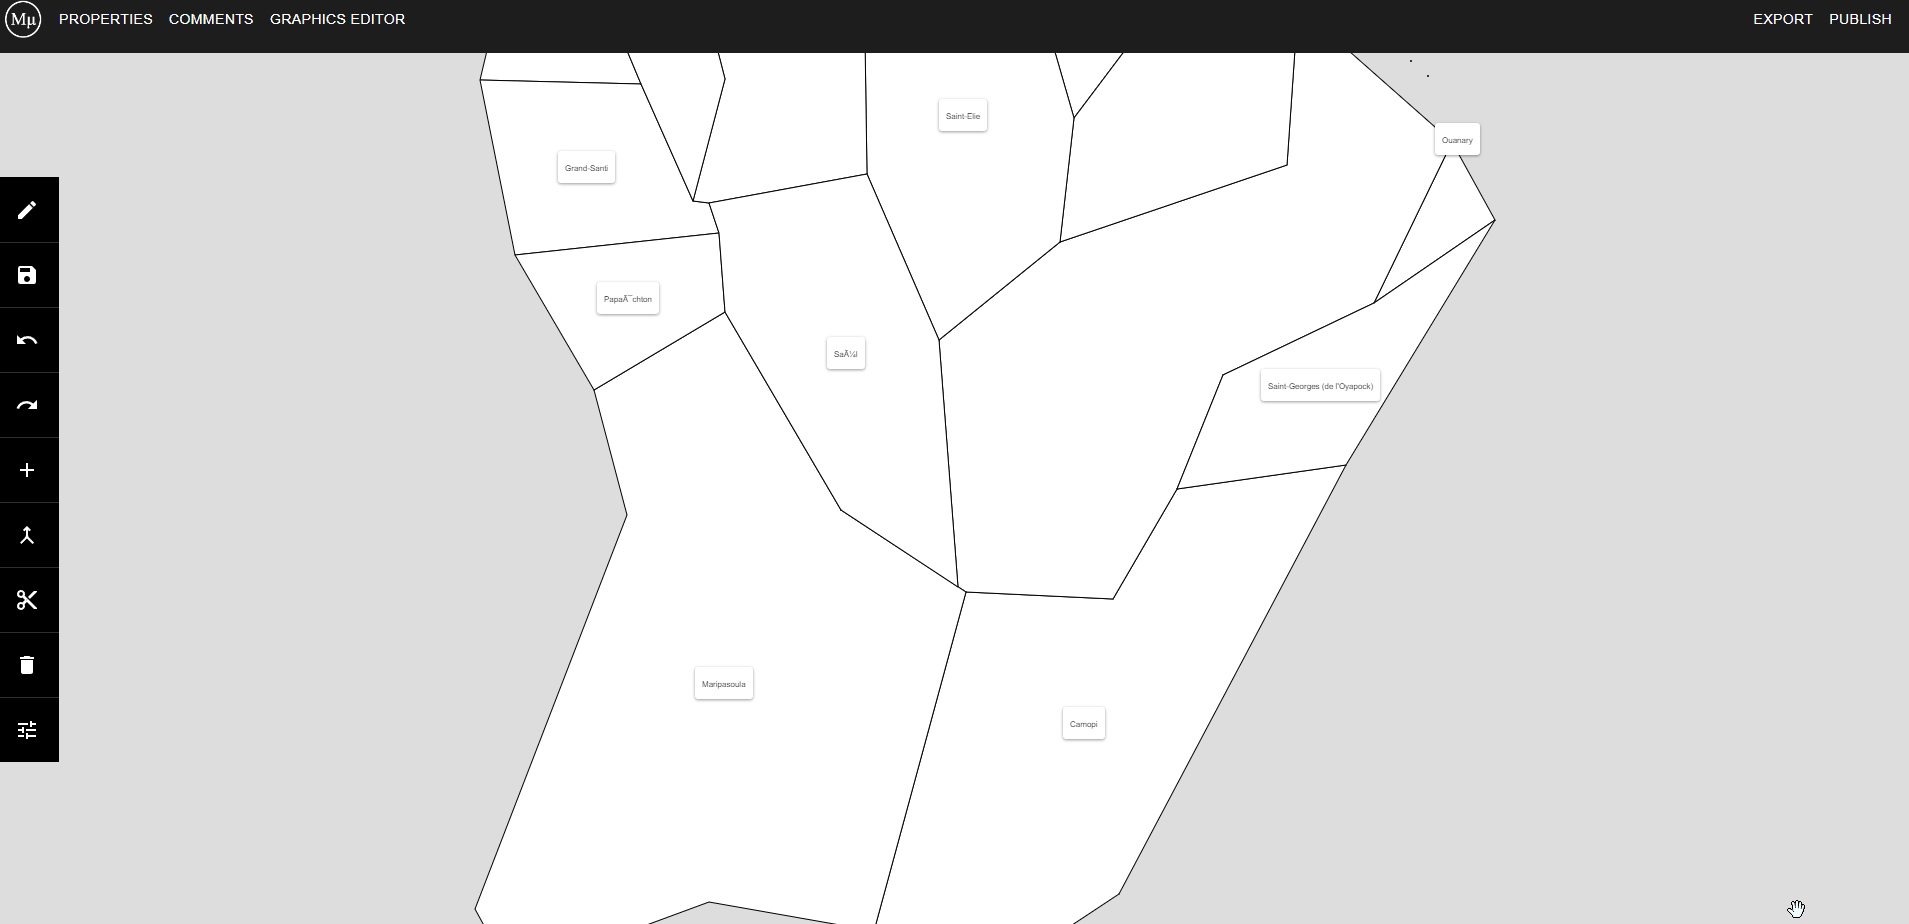 Mμ PROPERTIES COMMENTS GRAPHICS EDITOR EXPORT PUBLISH
Saint-Elie
Ouanary
Grand-Santi
PapaÃ¯chton
SaÃ¼l
Saint-Georges (de l'Oyapock)
Maripasoula
Camopi